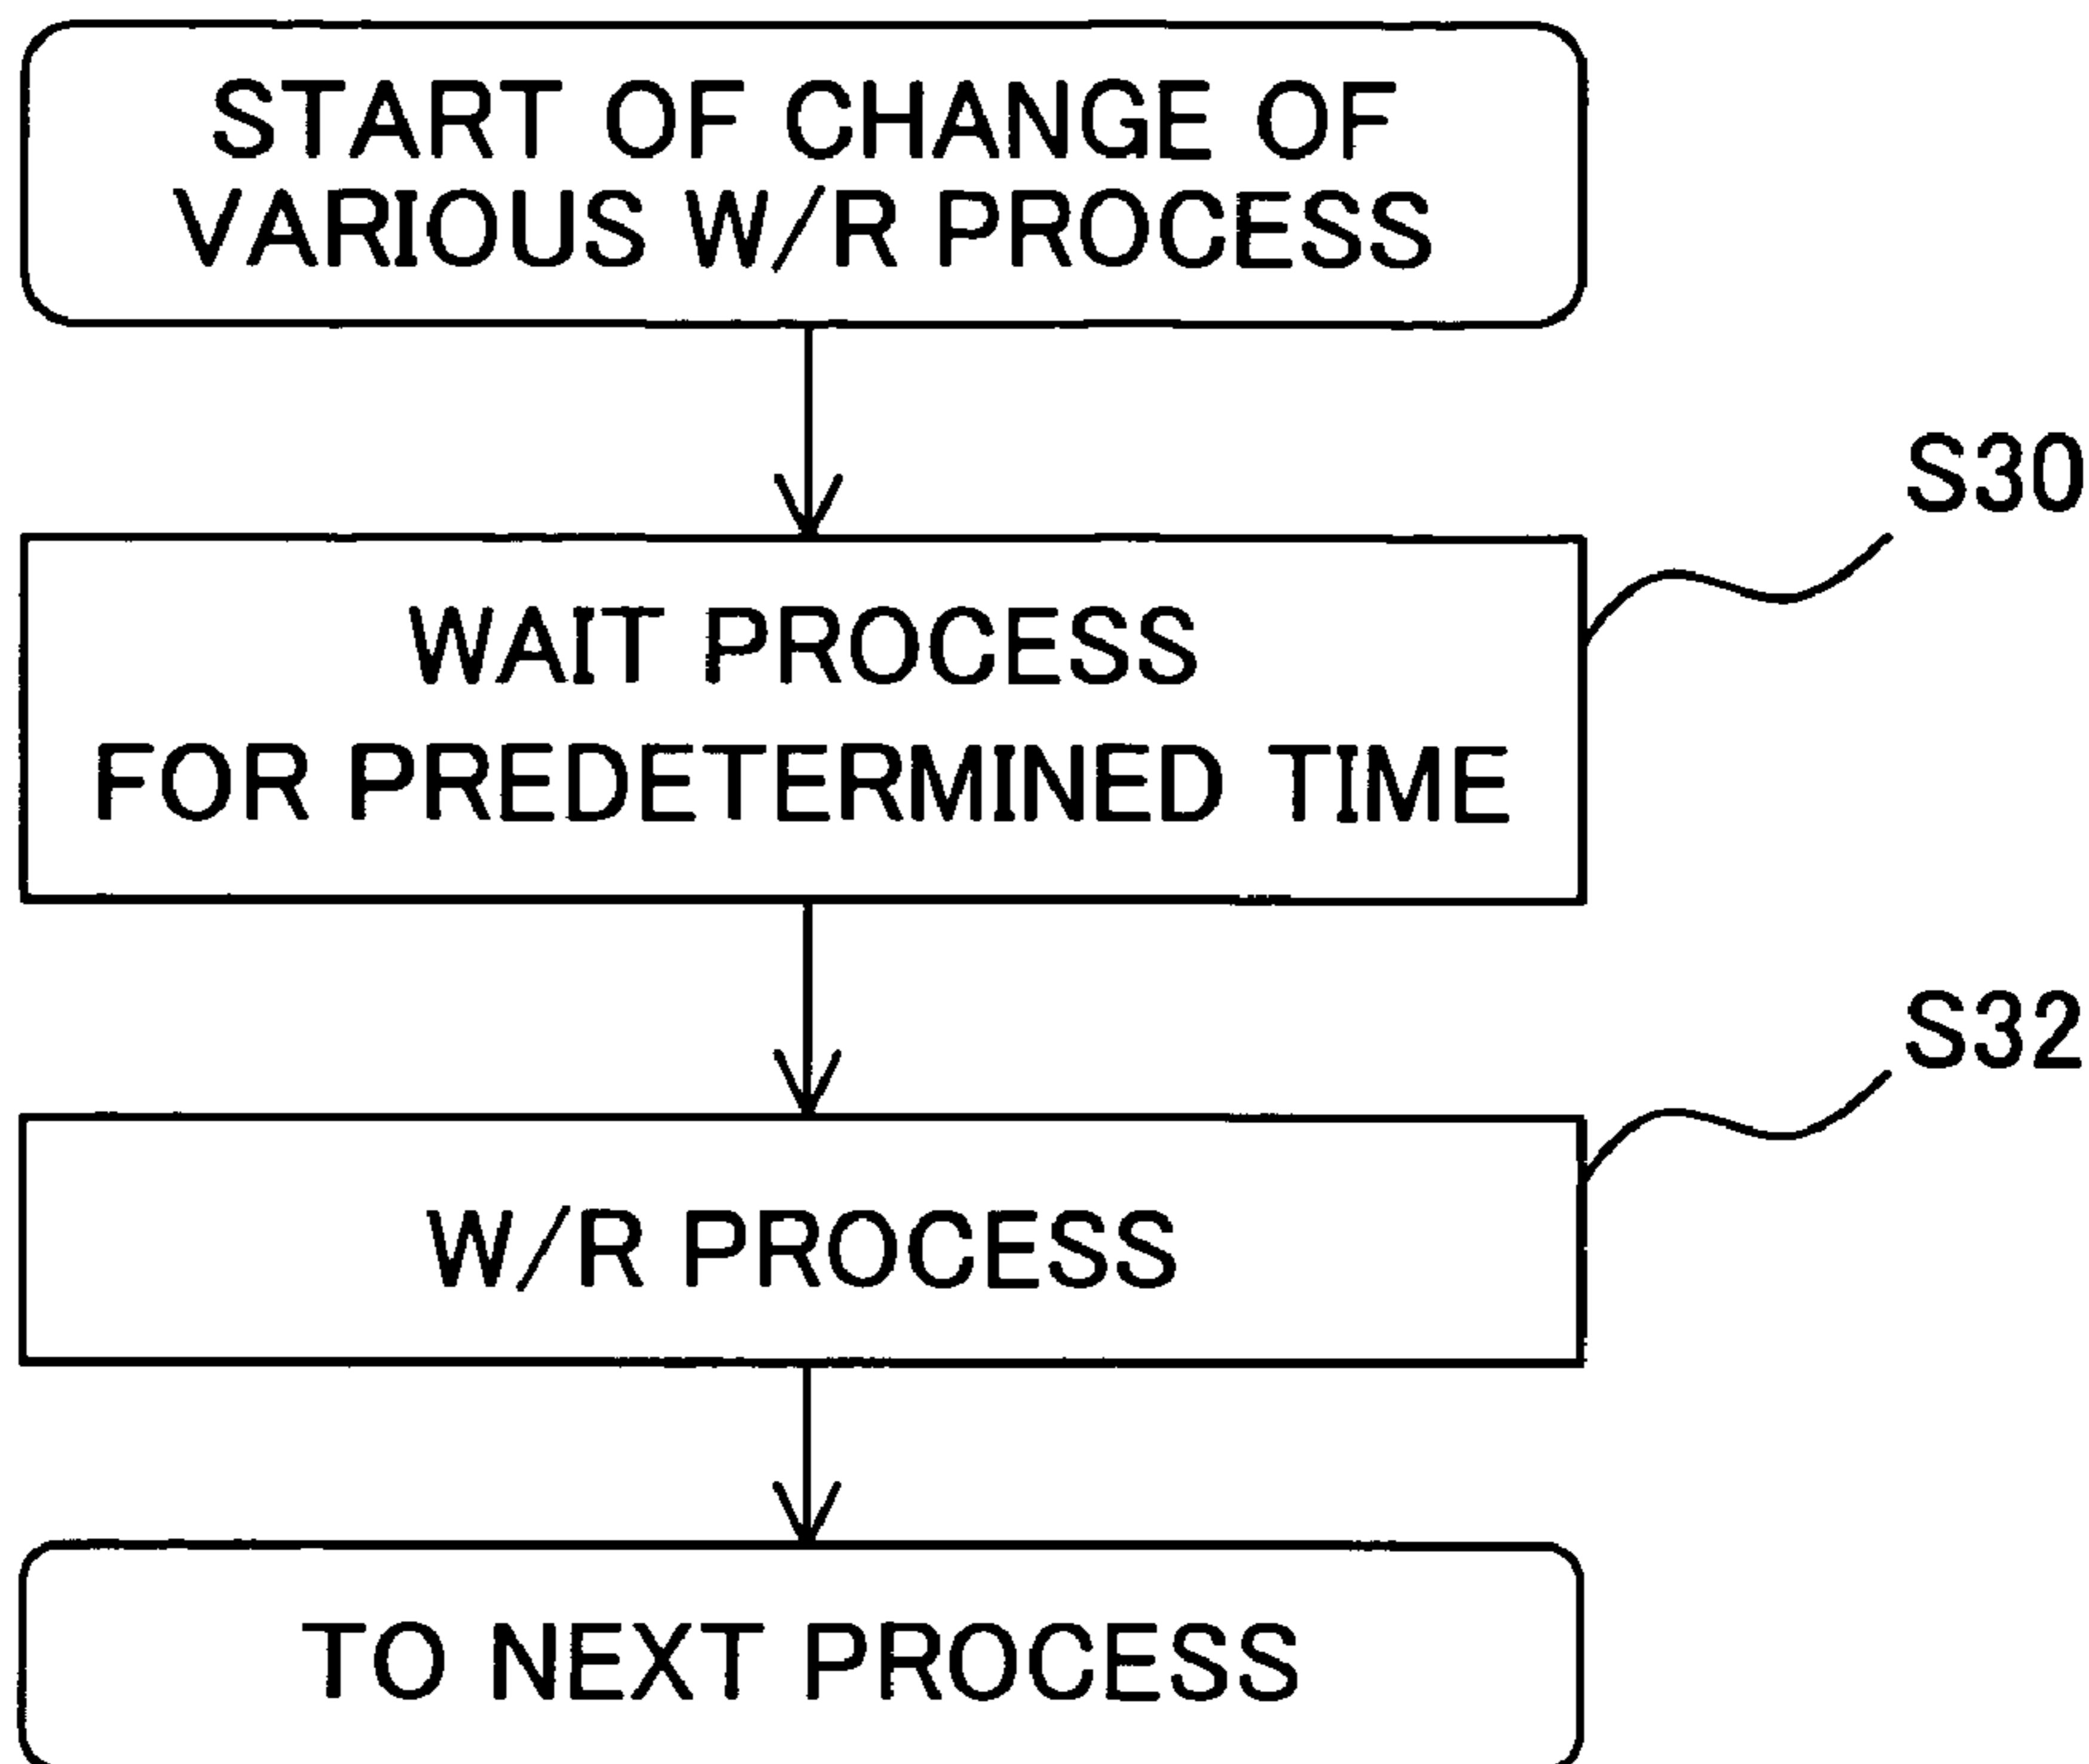 START OF CHANGE OF
VARIOUS W/R PROCESS
S30
WAIT PROCESS
FOR PREDETERMINED TIME
S32
W/R PROCESS
TO NEXT PROCESS